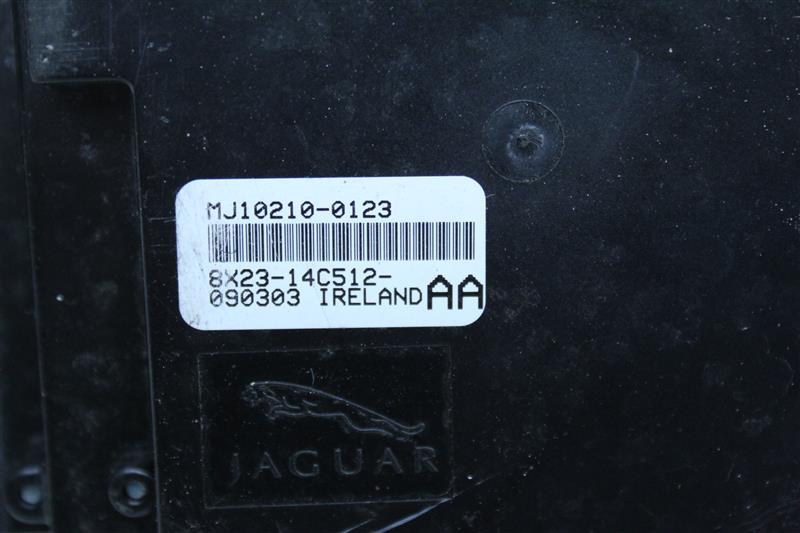 MJ10210-0123
8X23-14C512-
090303 IRELAND AA
JAGUAR